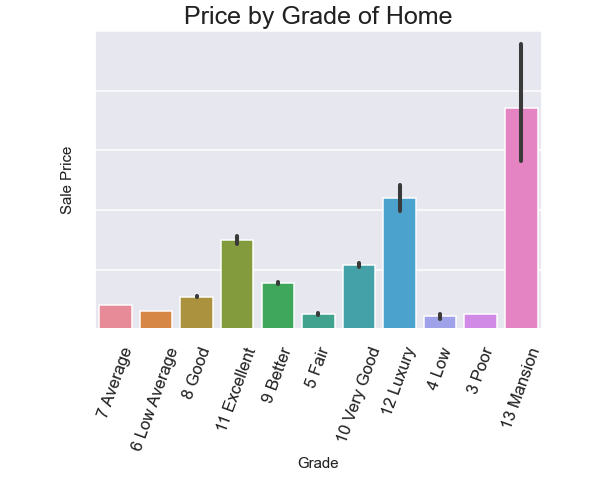 Price by Grade of Home
Sale Price
7 Average
6 Low Average
8 Good
11 Excellent
9 Better
5 Fair
10 Very Good
12 Luxury
4 Low
3 Poor
13 Mansion
Grade